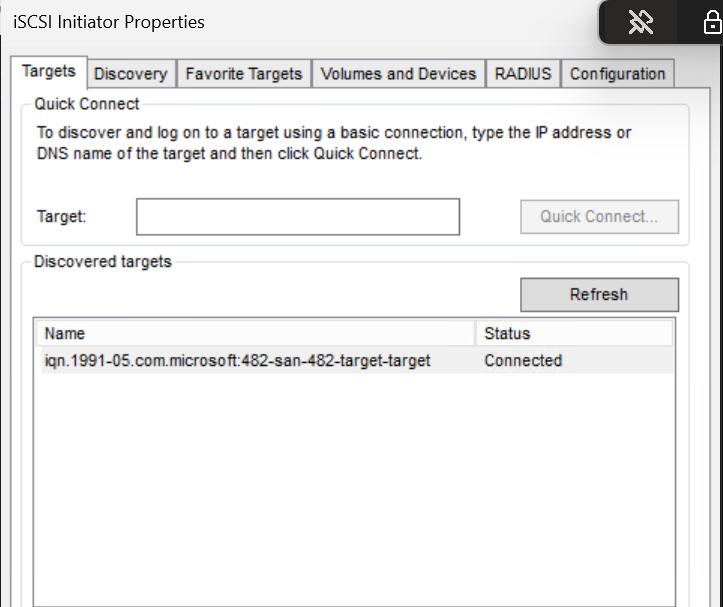 iSCSI Initiator Properties
Targets Discovery Favorite Targets Volumes and Devices RADIUS Configuration
Quick Connect
To discover and log on to a target using a basic connection, type the IP address or
DNS name of the target and then click Quick Connect.
Target: Quick Connect...
Discovered targets
Refresh
Name Status
iqn.1991-05.com.microsoft:482-san-482-target-target Connected